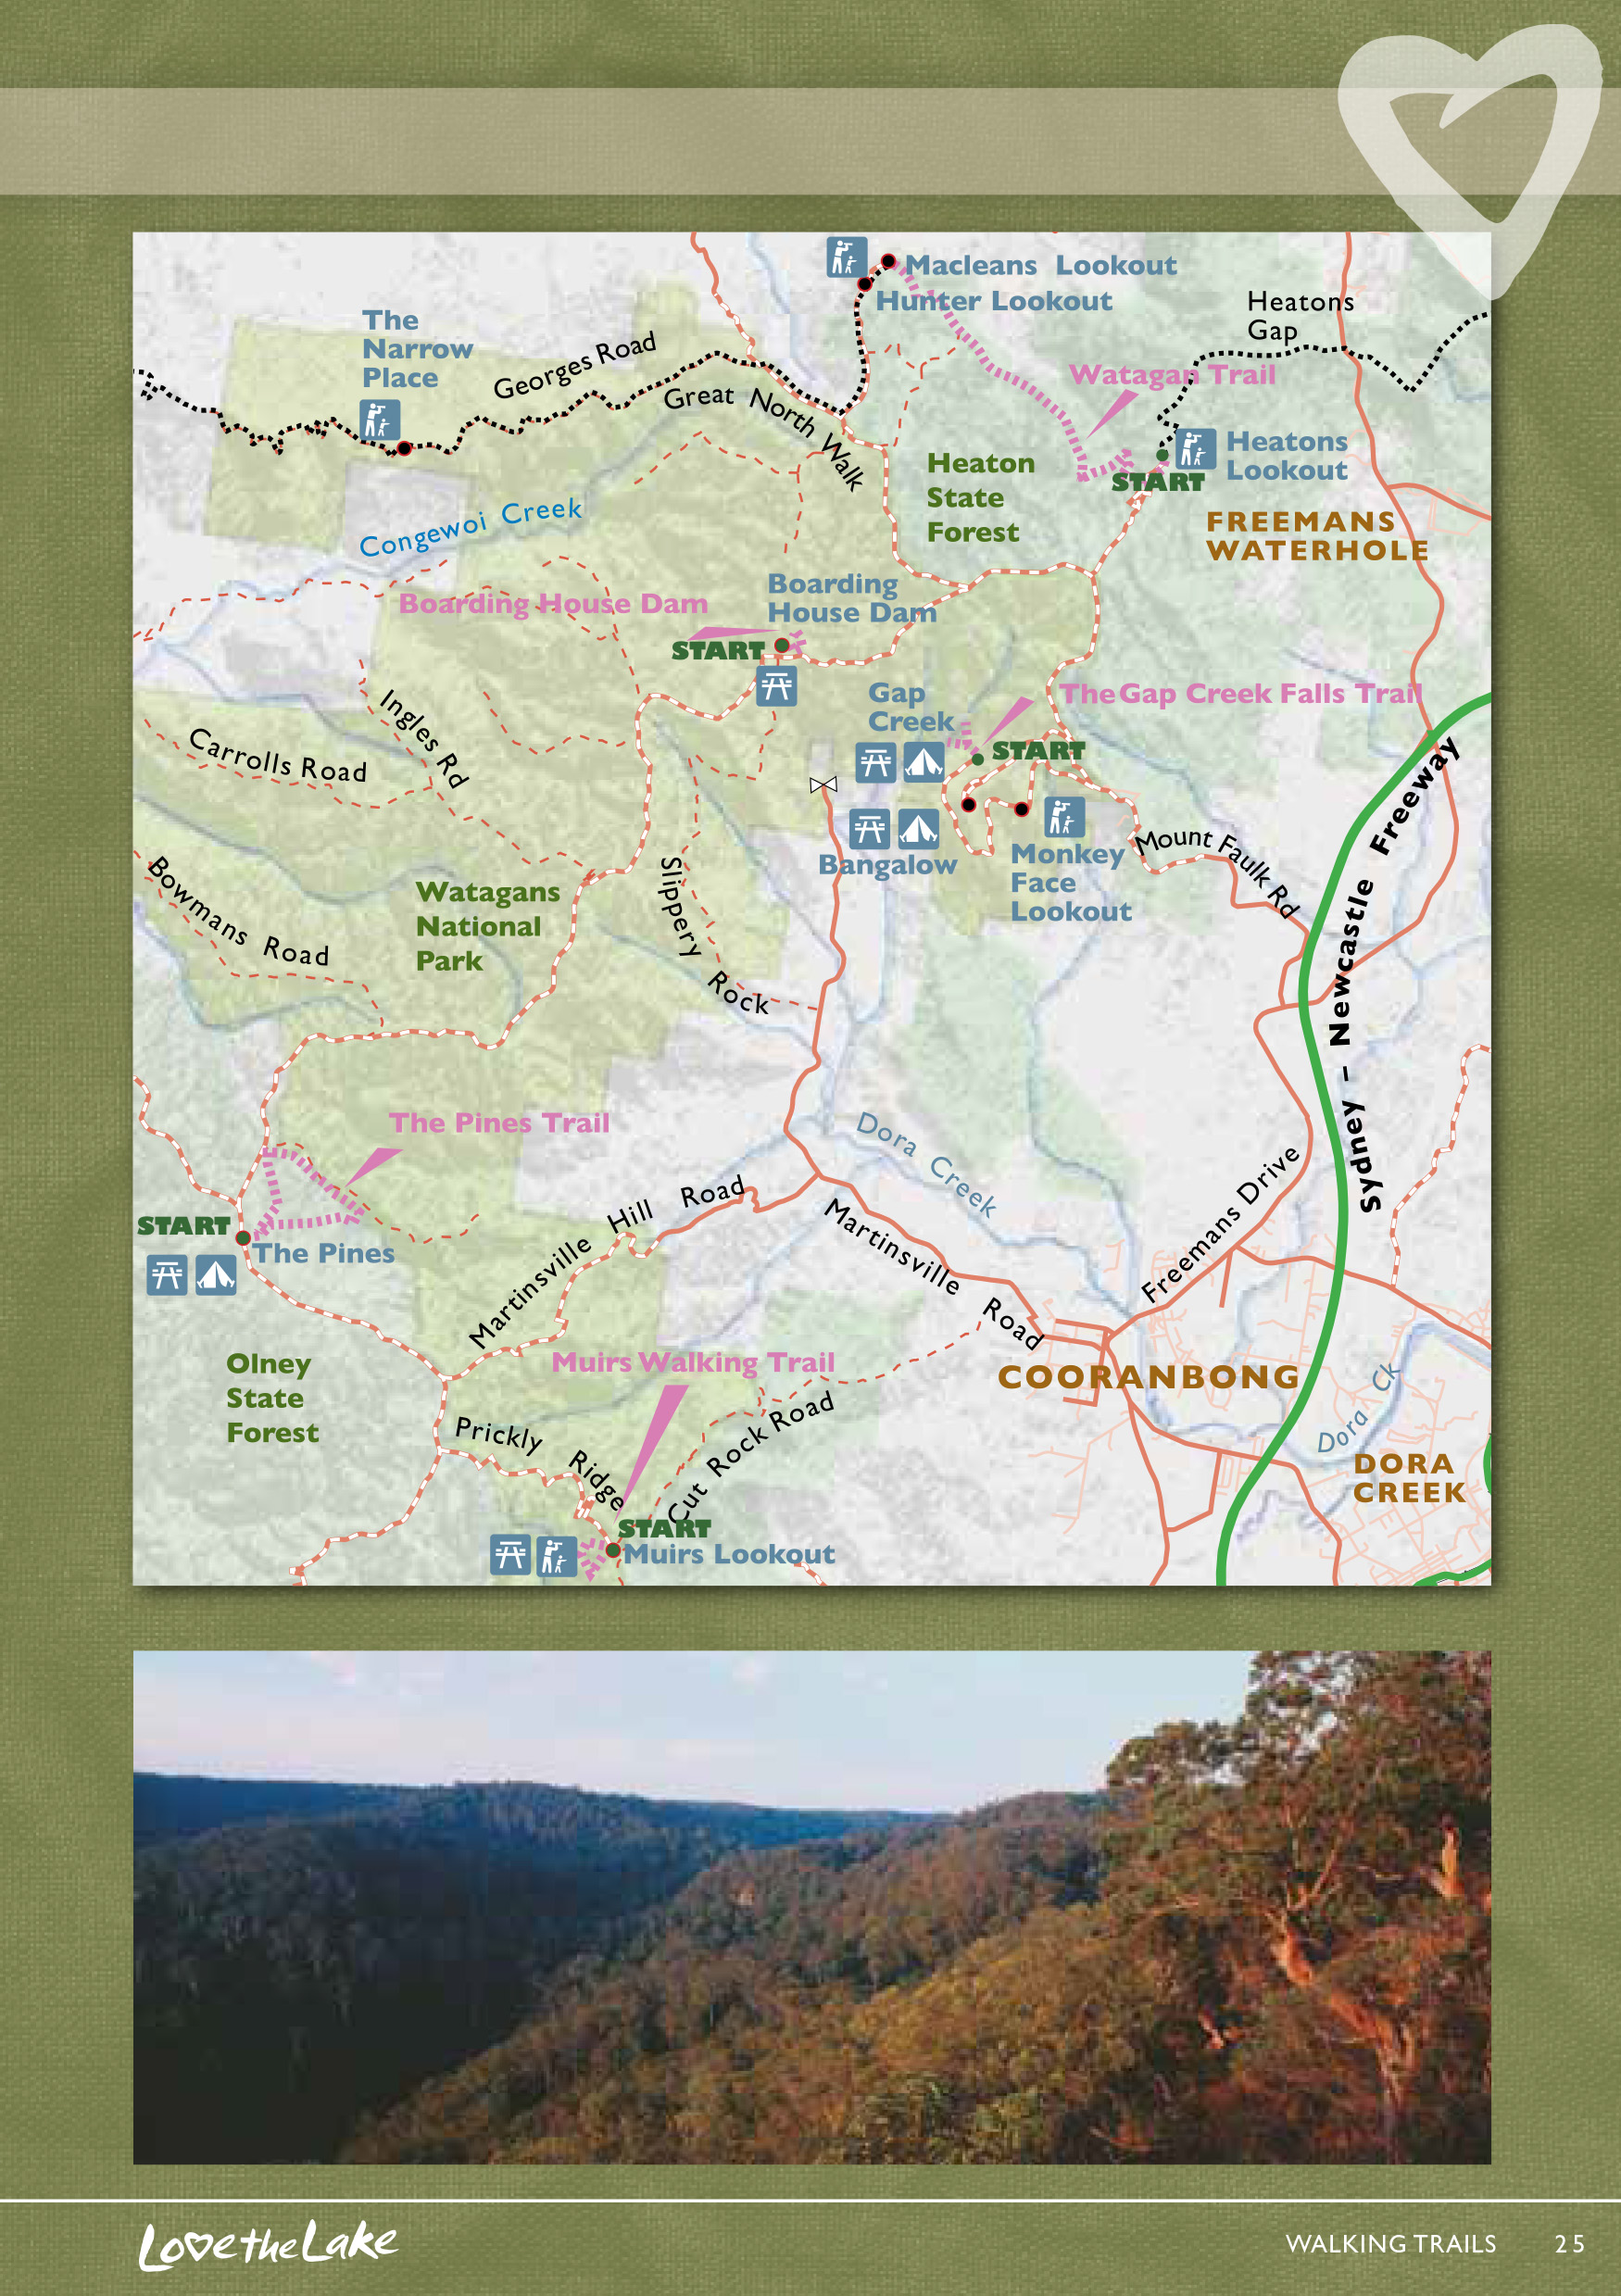 Macleans Lookout
Hunter Lookout
Heatons
Gap
The
Narrow
Place
Georges Road
Great North Walk
Watagan Trail
Heatons
Lookout
START
Heaton
State
Forest
FREEMANS
WATERHOLE
Congewoi Creek
Boarding
House Dam
Boarding House Dam
START
Gap
Creek
The Gap Creek Falls Trail
START
Ingles Rd
Carrolls Road
Bangalow
Monkey
Face
Lookout
Mount Faulk Rd
Sydney – Newcastle Freeway
Bowmans Road
Watagans
National
Park
Slippery Rock
The Pines Trail
Dora Creek
START
The Pines
Martinsville Hill Road
Martinsville Road
Freemans Drive
Olney
State
Forest
Muirs Walking Trail
COORANBONG
Prickly Ridge
Cut Rock Road
Dora Ck
DORA
CREEK
START
Muirs Lookout
Love the Lake
WALKING TRAILS 25